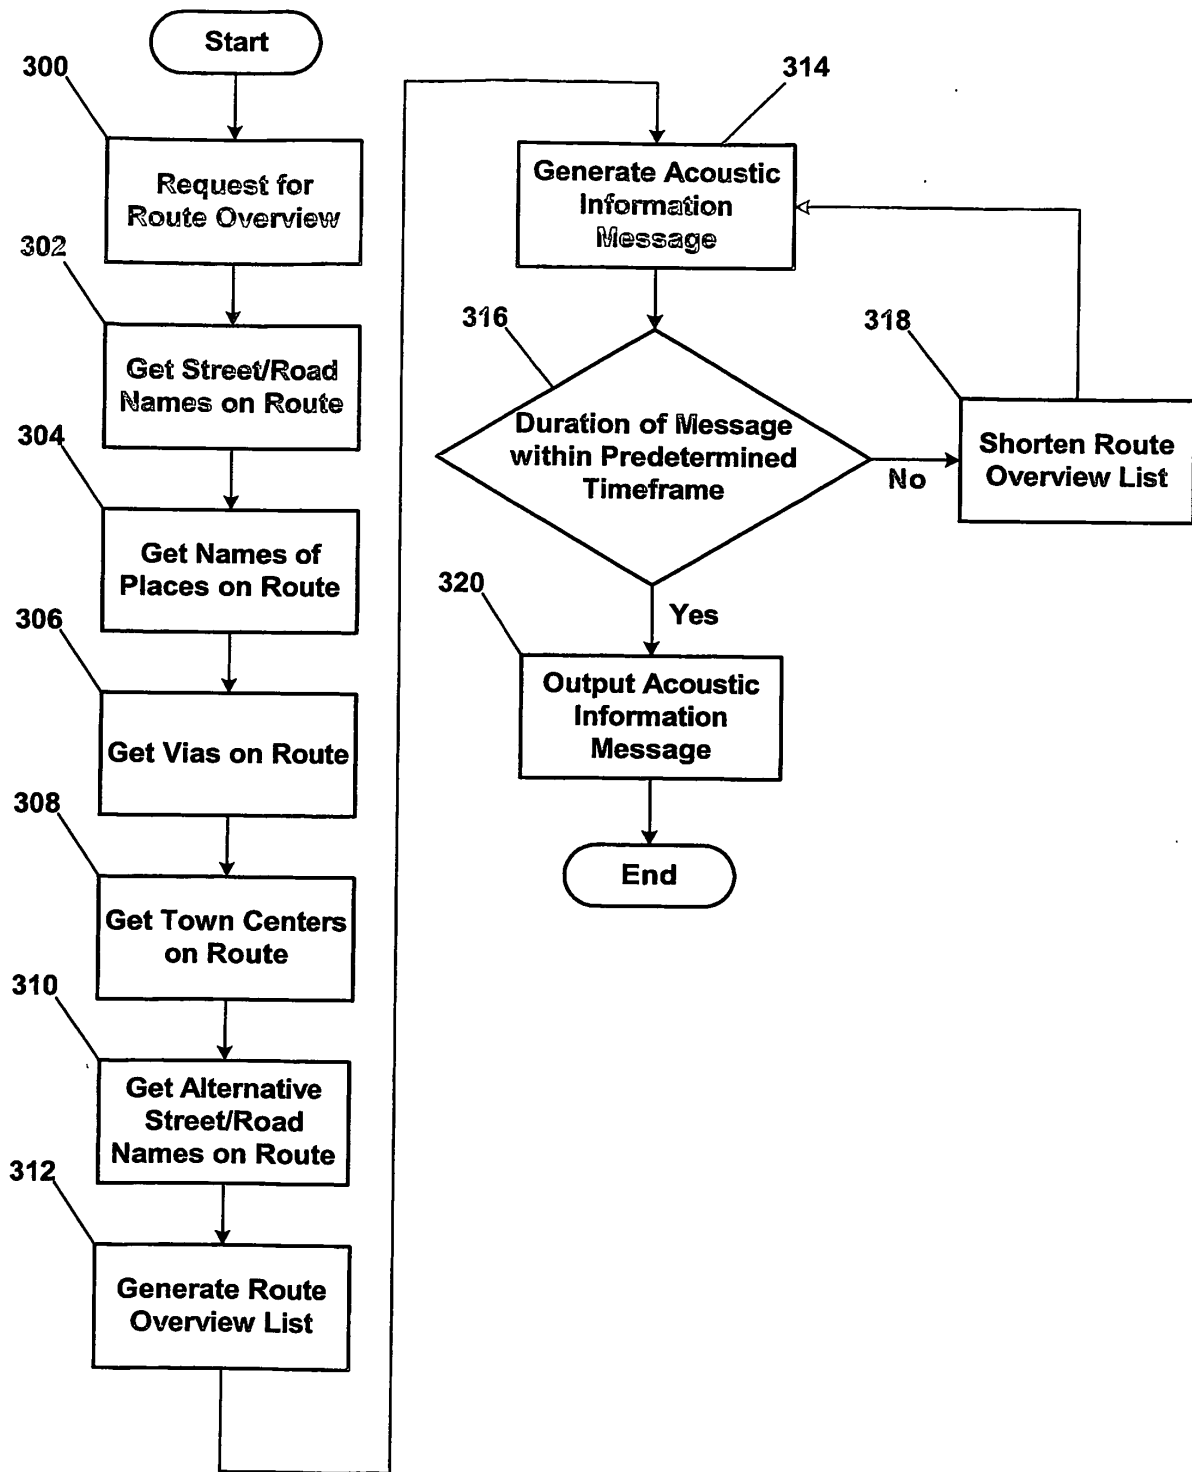 Start
300
Request for
Route Overview
302
Get Street/Road
Names on Route
304
Get Names of
Places on Route
306
Get Vias on Route
308
Get Town Centers
on Route
310
Get Alternative
Street/Road
Names on Route
312
Generate Route
Overview List
314
Generate Acoustic
Information
Message
316
Duration of Message
within Predetermined
Timeframe
No
318
Shorten Route
Overview List
Yes
320
Output Acoustic
Information
Message
End